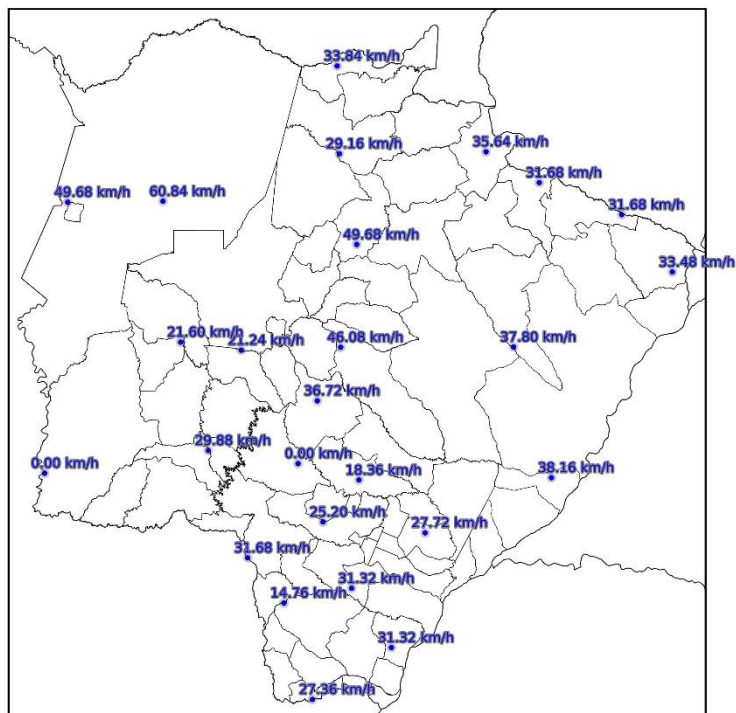 33.84 km/h
29.16 km/h
35.64 km/h
31.68 km/h
49.68 km/h
60.84 km/h
31.68 km/h
49.68 km/h
33.48 km/h
21.60 km/h
21.24 km/h
46.08 km/h
37.80 km/h
36.72 km/h
29.88 km/h
0.00 km/h
0.00 km/h
18.36 km/h
38.16 km/h
25.20 km/h
27.72 km/h
31.68 km/h
31.32 km/h
14.76 km/h
31.32 km/h
27.36 km/h